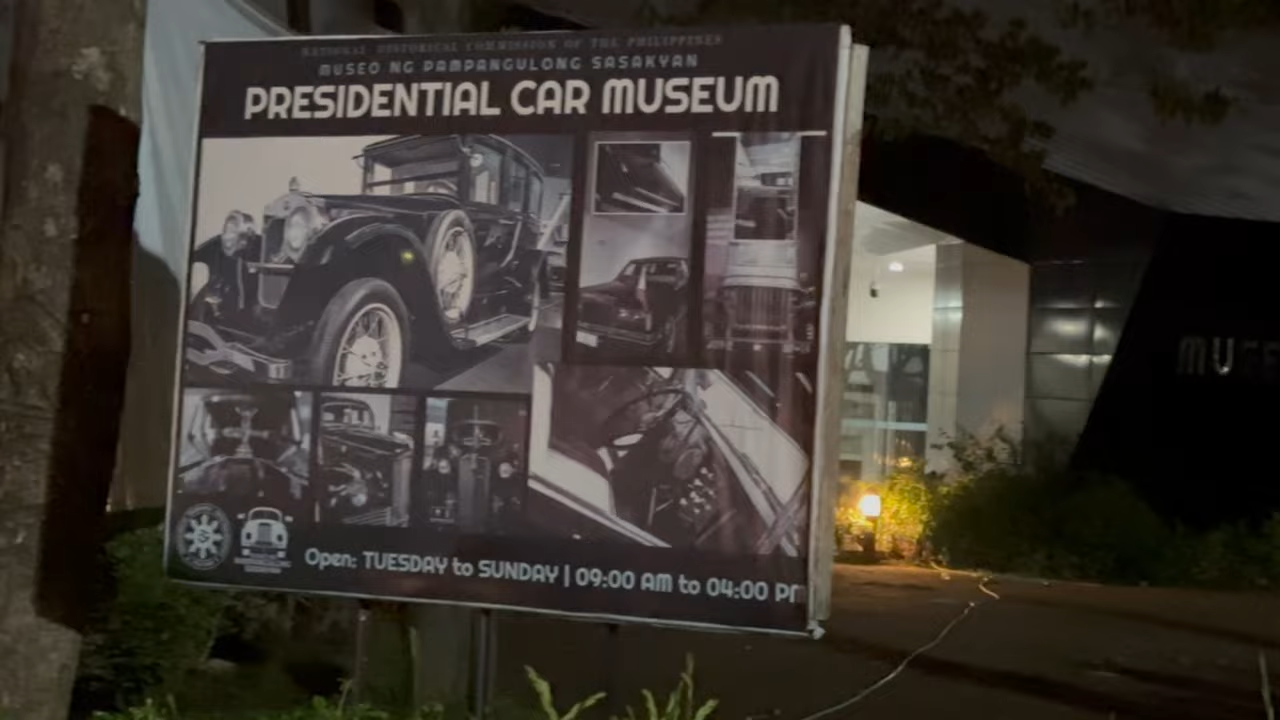 NATIONAL HISTORICAL COMMISSION OF THE PHILIPPINES
MUSEO NG PAMPANGULONG SASAKYAN
PRESIDENTIAL CAR MUSEUM
Open: TUESDAY to SUNDAY | 09:00 AM to 04:00 PM